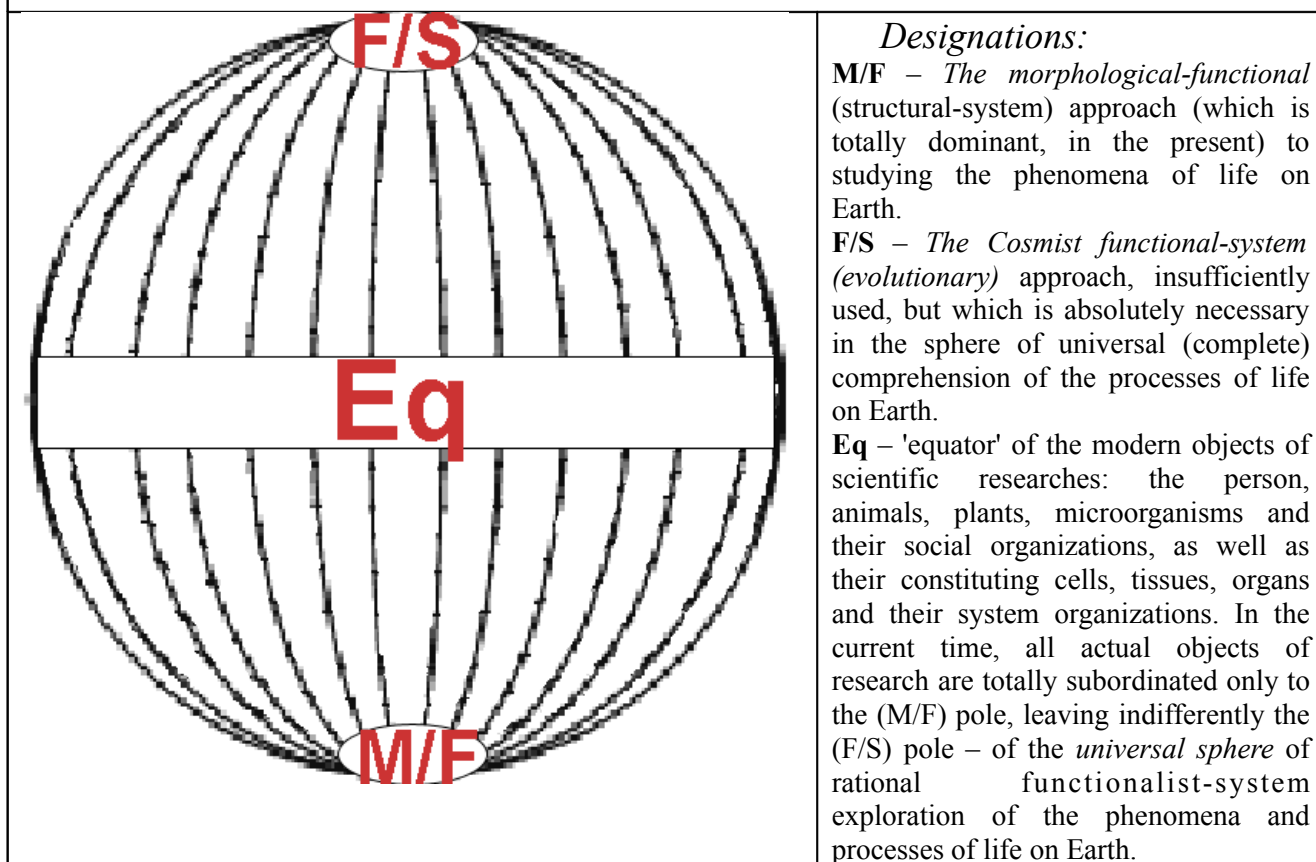 F/S
Eq
M/F
Designations:
M/F – The morphological-functional
(structural-system) approach (which is
totally dominant, in the present) to
studying the phenomena of life on
Earth.
F/S – The Cosmist functional-system
(evolutionary) approach, insufficiently
used, but which is absolutely necessary
in the sphere of universal (complete)
comprehension of the processes of life
on Earth.
Eq – 'equator' of the modern objects of
scientific researches: the person,
animals, plants, microorganisms and
their social organizations, as well as
their constituting cells, tissues, organs
and their system organizations. In the
current time, all actual objects of
research are totally subordinated only to
the (M/F) pole, leaving indifferently the
(F/S) pole – of the universal sphere of
rational functionalist-system
exploration of the phenomena and
processes of life on Earth.